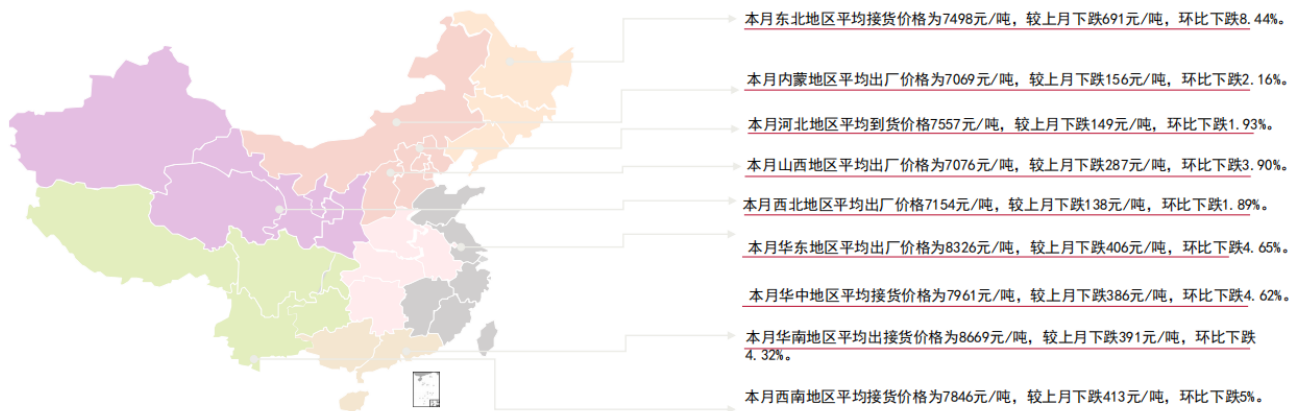 本月东北地区平均接货价格为7498元/吨，较上月下跌691元/吨，环比下跌8.44%。
本月内蒙地区平均出厂价格为7069元/吨，较上月下跌156元/吨，环比下跌2.16%。
本月河北地区平均到货价格7557元/吨，较上月下跌149元/吨，环比下跌1.93%。
本月山西地区平均出厂价格为7076元/吨，较上月下跌287元/吨，环比下跌3.90%。
本月西北地区平均出厂价格7154元/吨，较上月下跌138元/吨，环比下跌1.89%。
本月华东地区平均出厂价格为8326元/吨，较上月下跌406元/吨，环比下跌4.65%。
本月华中地区平均接货价格为7961元/吨，较上月下跌386元/吨，环比下跌4.62%。
本月华南地区平均出接货价格为8669元/吨，较上月下跌391元/吨，环比下跌
4.32%。
本月西南地区平均接货价格为7846元/吨，较上月下跌413元/吨，环比下跌5%。